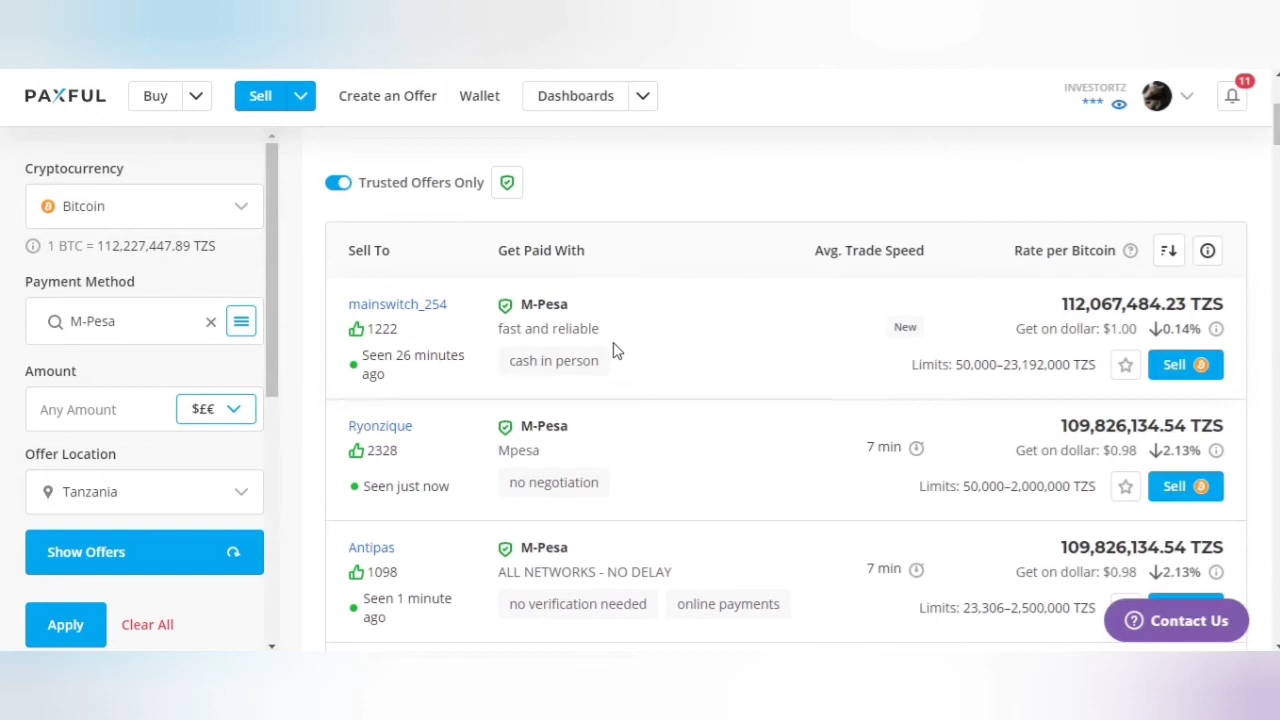 PAXFUL
Buy
Sell
Create an Offer
Wallet
Dashboards
INVESTORTZ
***
11
Cryptocurrency
Bitcoin
1 BTC = 112,227,447.89 TZS
Payment Method
M-Pesa
Amount
Any Amount
$££
Offer Location
Tanzania
Show Offers
Apply
Clear All
Trusted Offers Only
Sell To
Get Paid With
Avg. Trade Speed
Rate per Bitcoin
mainswitch_254
M-Pesa
112,067,484.23 TZS
1222
fast and reliable
New
Get on dollar: $1.00
0.14%
Seen 26 minutes
ago
cash in person
Limits: 50,000–23,192,000 TZS
Sell
Ryonzique
M-Pesa
109,826,134.54 TZS
2328
Mpesa
7 min
Get on dollar: $0.98
2.13%
Seen just now
no negotiation
Limits: 50,000–2,000,000 TZS
Sell
Antipas
M-Pesa
109,826,134.54 TZS
1098
ALL NETWORKS - NO DELAY
7 min
Get on dollar: $0.98
2.13%
Seen 1 minute
ago
no verification needed
online payments
Limits: 23,306–2,500,000 TZS
Contact Us